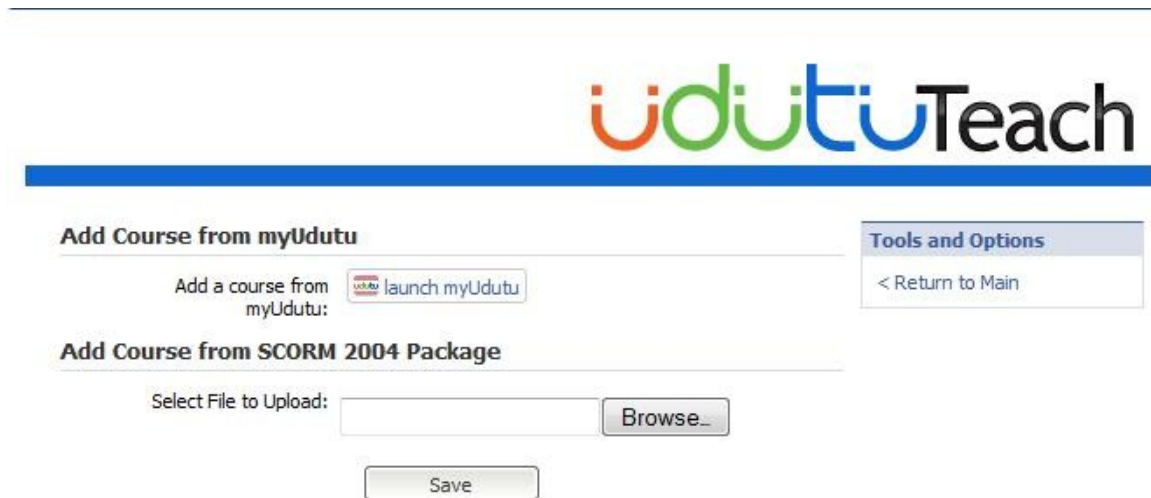 udutuTeach
Add Course from myUdutu
Add a course from
myUdutu:
udutu launch myUdutu
Add Course from SCORM 2004 Package
Select File to Upload:
Browse...
Save
Tools and Options
< Return to Main